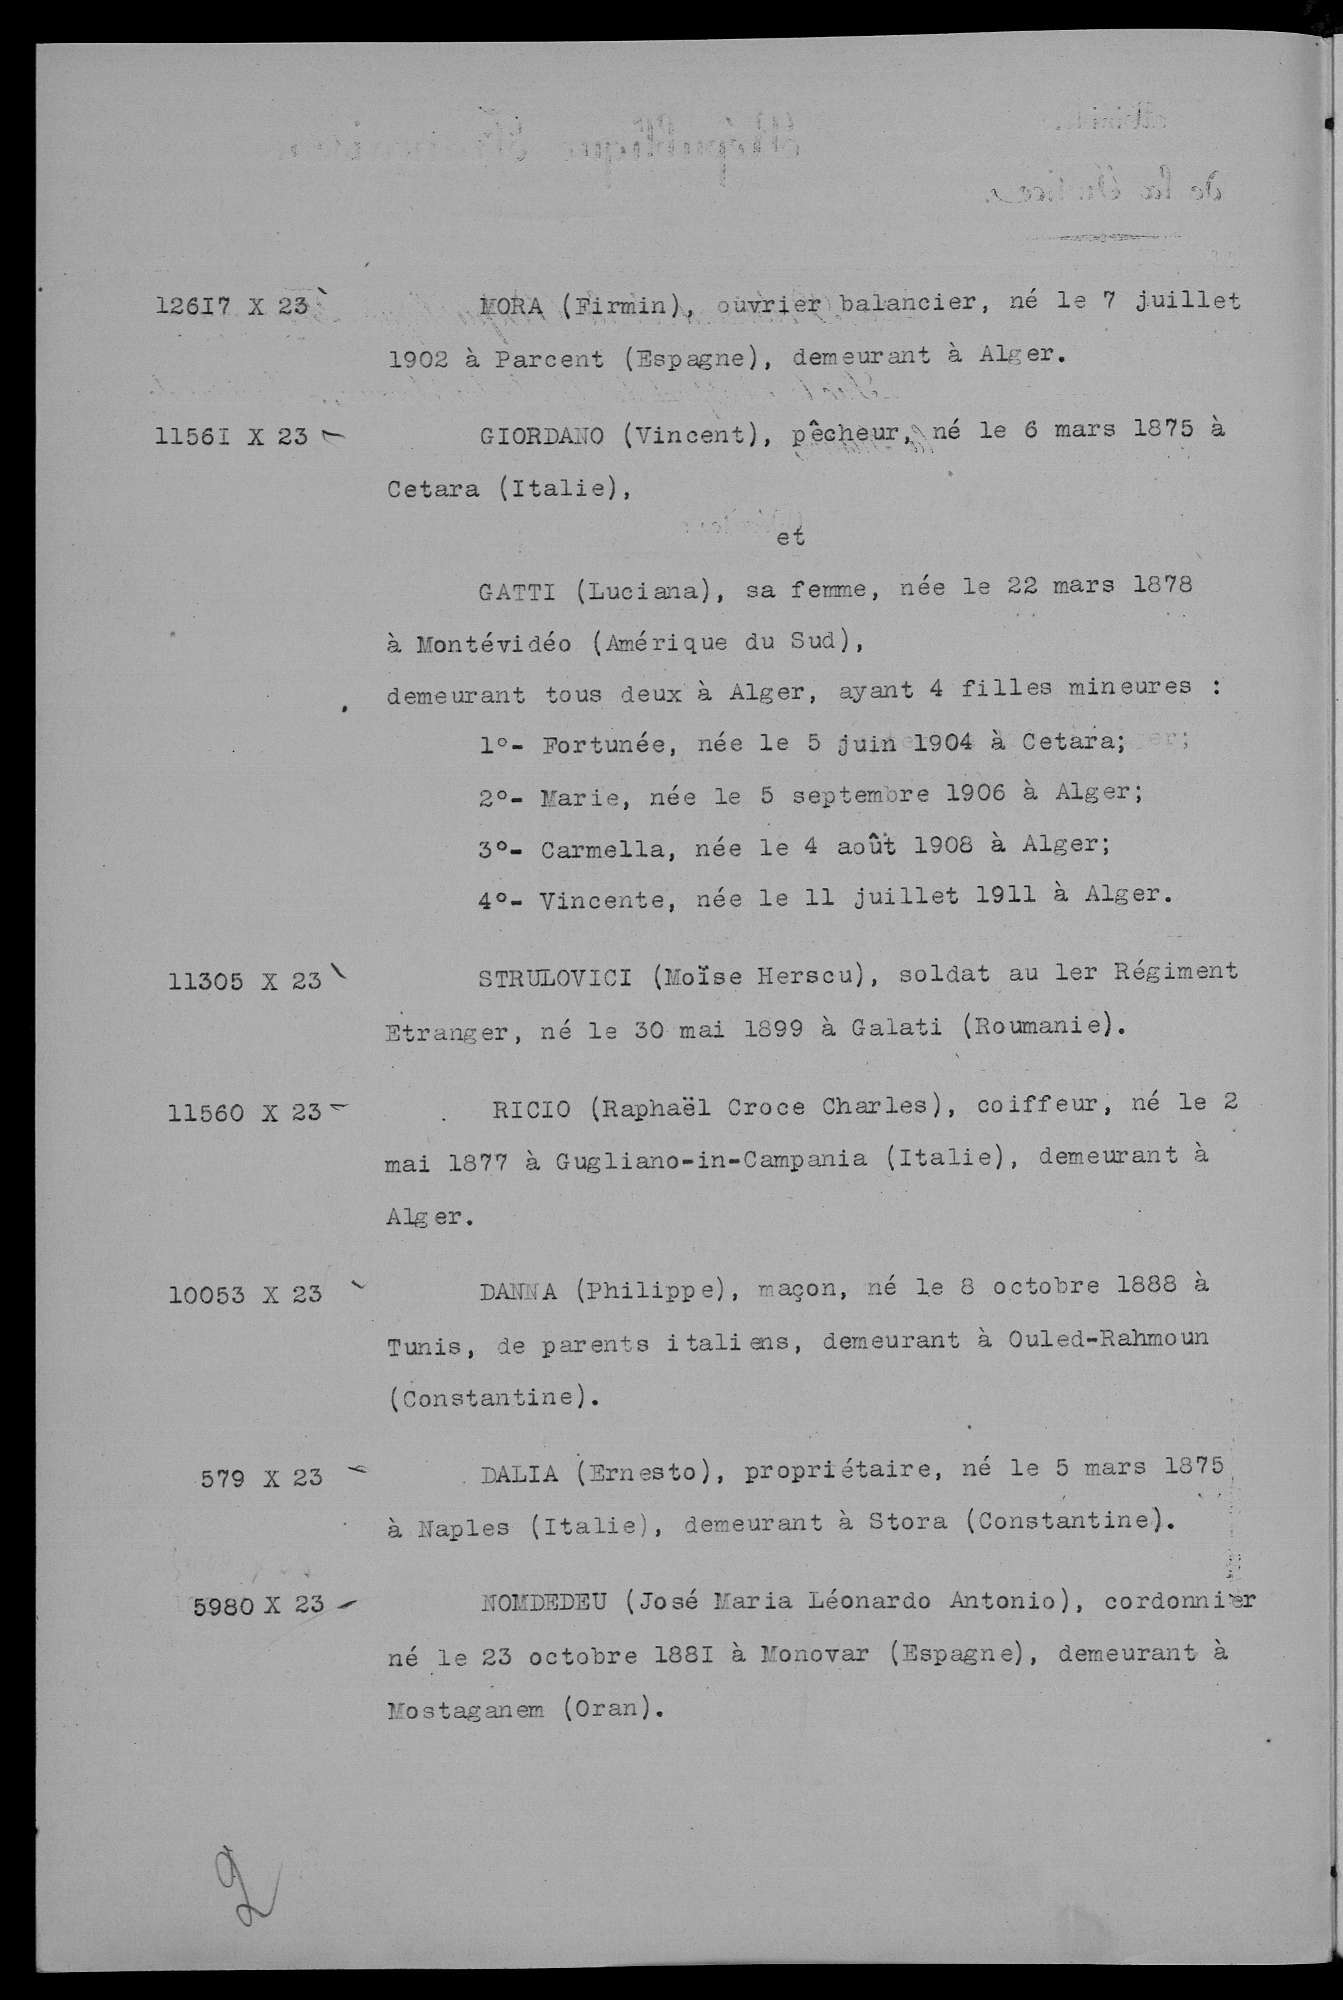 12617 X 23 MORA (Firmin), ouvrier balancier, né le 7 juillet
1902 à Parcent (Espagne), demeurant à Alger.
11561 X 23 GIORDANO (Vincent), pêcheur, né le 6 mars 1875 à
Cetara (Italie),
et
GATTI (Luciana), sa femme, née le 22 mars 1878
à Montévidéo (Amérique du Sud),
demeurant tous deux à Alger, ayant 4 filles mineures :
1°- Fortunée, née le 5 juin 1904 à Cetara;
2°- Marie, née le 5 septembre 1906 à Alger;
3°- Carmella, née le 4 août 1908 à Alger;
4°- Vincente, née le 11 juillet 1911 à Alger.
11305 X 23 STRULOVICI (Moïse Herscu), soldat au 1er Régiment
Etranger, né le 30 mai 1899 à Galati (Roumanie).
11560 X 23 RICIO (Raphaël Croce Charles), coiffeur, né le 2
mai 1877 à Gugliano-in-Campania (Italie), demeurant à
Alger.
10053 X 23 DANNA (Philippe), maçon, né le 8 octobre 1888 à
Tunis, de parents italiens, demeurant à Ouled-Rahmoun
(Constantine).
579 X 23 DALIA (Ernesto), propriétaire, né le 5 mars 1875
à Naples (Italie), demeurant à Stora (Constantine).
5980 X 23 NOMDEDEU (José Maria Léonardo Antonio), cordonnier
né le 23 octobre 1881 à Monovar (Espagne), demeurant à
Mostaganem (Oran).
2